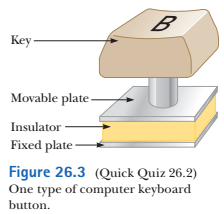 B
Key
Movable plate
Insulator
Fixed plate
Figure 26.3 (Quick Quiz 26.2)
One type of computer keyboard
button.